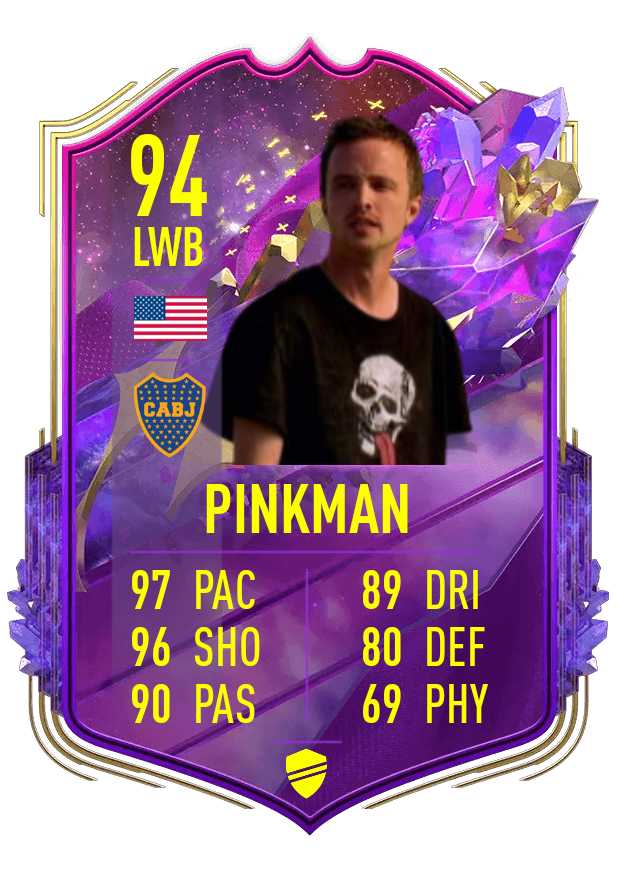 94
LWB
CABJ
PINKMAN
97 PAC
96 SHO
90 PAS
89 DRI
80 DEF
69 PHY